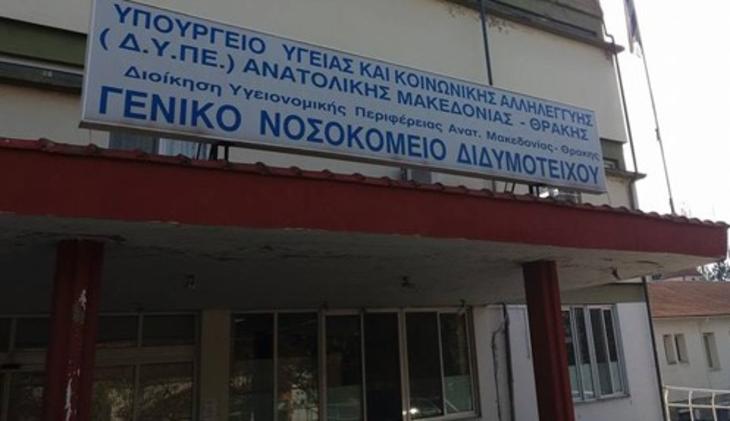 ΥΠΟΥΡΓΕΙΟ ΥΓΕΙΑΣ ΚΑΙ ΚΟΙΝΩΝΙΚΗΣ ΑΛΛΗΛΕΓΓΥΗΣ
(Δ.Υ.ΠΕ.) ΑΝΑΤΟΛΙΚΗΣ ΜΑΚΕΔΟΝΙΑΣ - ΘΡΑΚΗΣ
Διοίκηση Υγειονομικής Περιφέρειας Ανατ. Μακεδονίας - Θράκης
ΓΕΝΙΚΟ ΝΟΣΟΚΟΜΕΙΟ ΔΙΔΥΜΟΤΕΙΧΟΥ